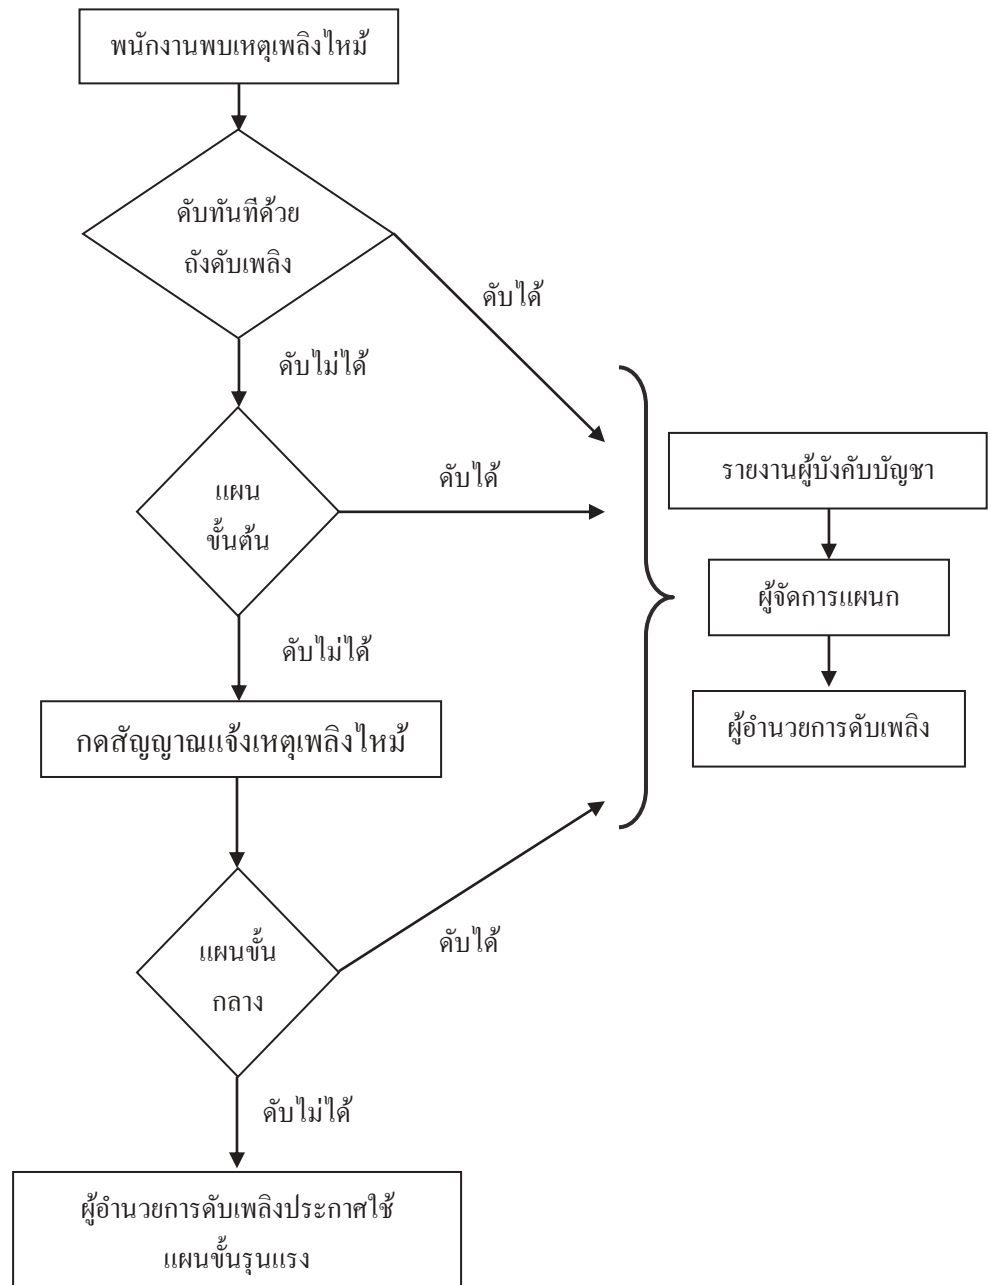 พนักงานพบเหตุเพลิงไหม้
ดับทันทีด้วย
ถังดับเพลิง
ดับได้
ดับไม่ได้
แผน
ขั้นต้น
ดับได้
ดับไม่ได้
กดสัญญาณแจ้งเหตุเพลิงไหม้
แผนขั้น
กลาง
ดับได้
ดับไม่ได้
ผู้อำนวยการดับเพลิงประกาศใช้
แผนขั้นรุนแรง
รายงานผู้บังคับบัญชา
ผู้จัดการแผนก
ผู้อำนวยการดับเพลิง